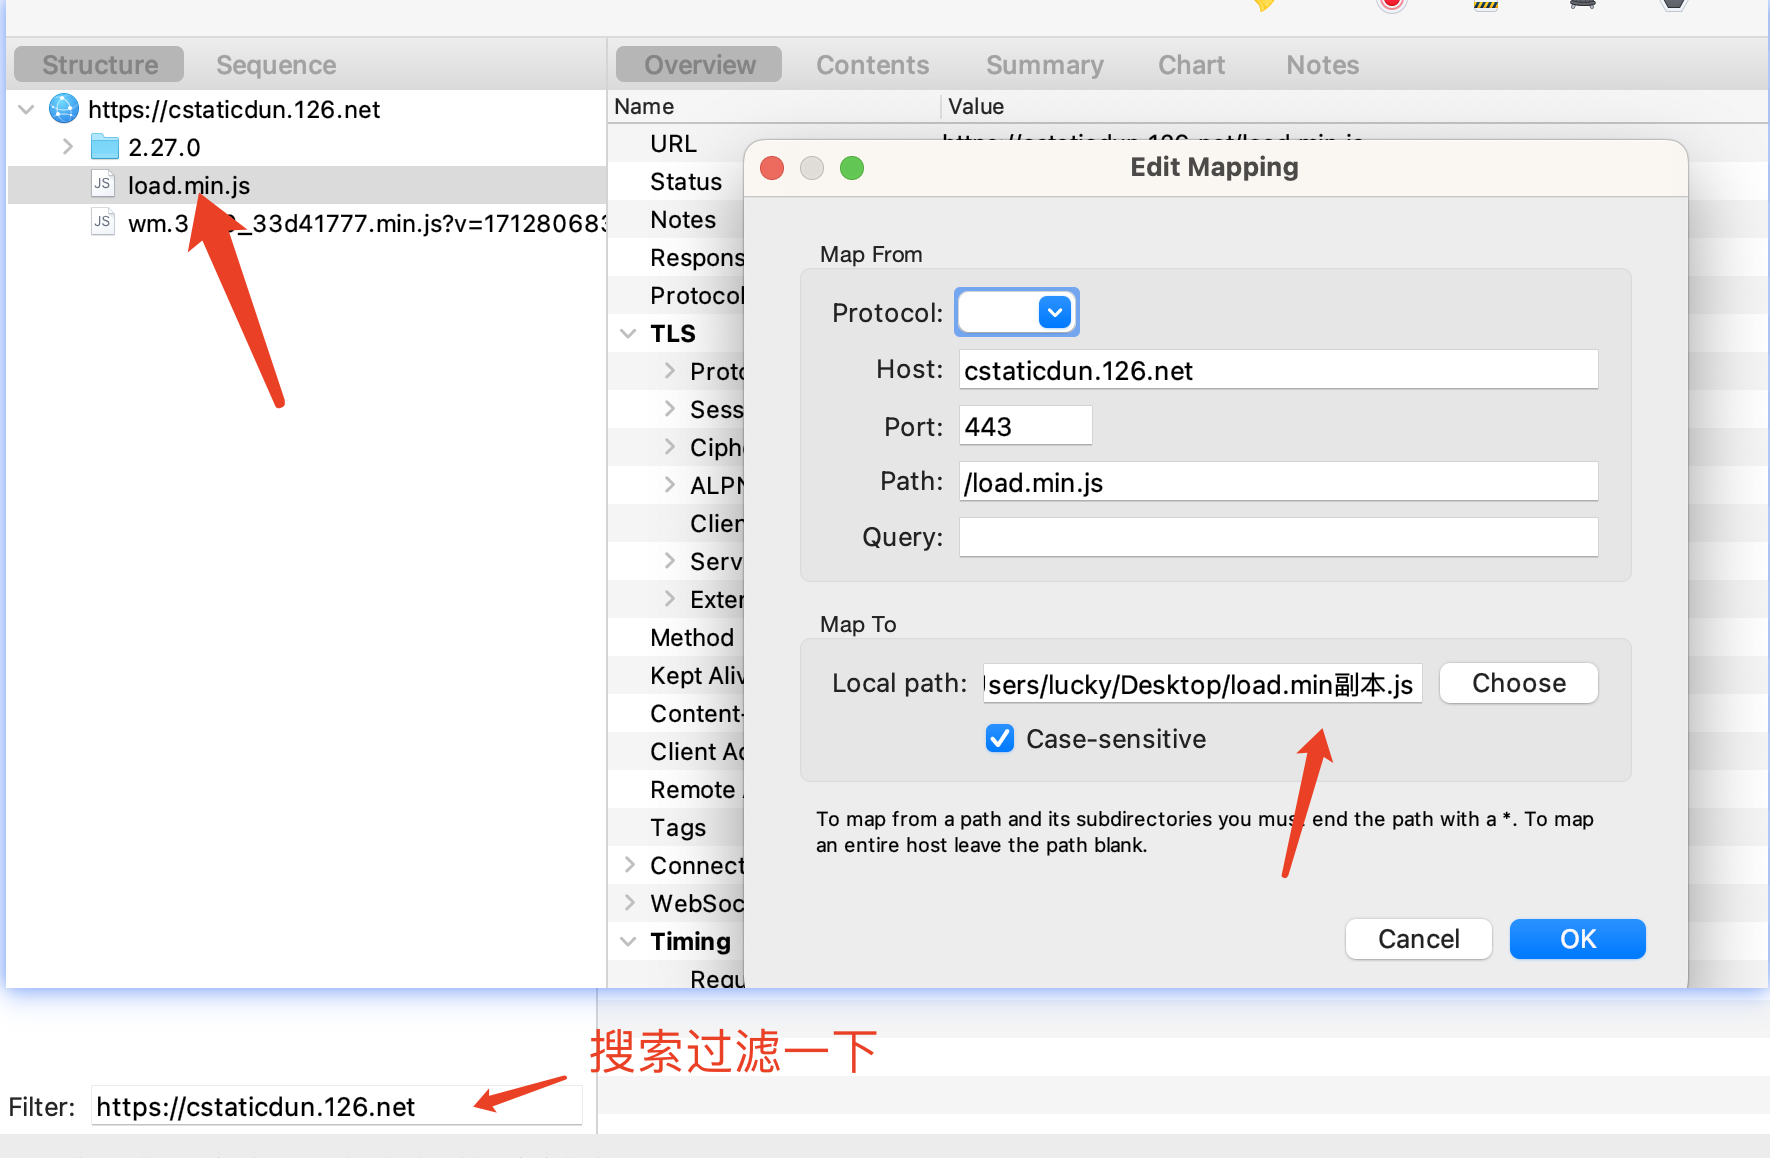 Structure
Sequence
Overview
Contents
Summary
Chart
Notes
https://cstaticdun.126.net
2.27.0
load.min.js
33d41777.min.js?v=17128068
Name
Value
URL
Status
Notes
Respons
Protocol
TLS
Proto
Sess
Ciph
ALPN
Clien
Serv
Exter
Method
Kept Aliv
Content-
Client Ad
Remote
Tags
Connect
WebSoc
Timing
Requ
Edit Mapping
Map From
Protocol:
Host: cstaticdun.126.net
Port: 443
Path: /load.min.js
Query:
Map To
Local path: sers/lucky/Desktop/load.min副本.js
Choose
Case-sensitive
To map from a path and its subdirectories you must end the path with a *. To map
an entire host leave the path blank.
Cancel
OK
搜索过滤一下
Filter: https://cstaticdun.126.net